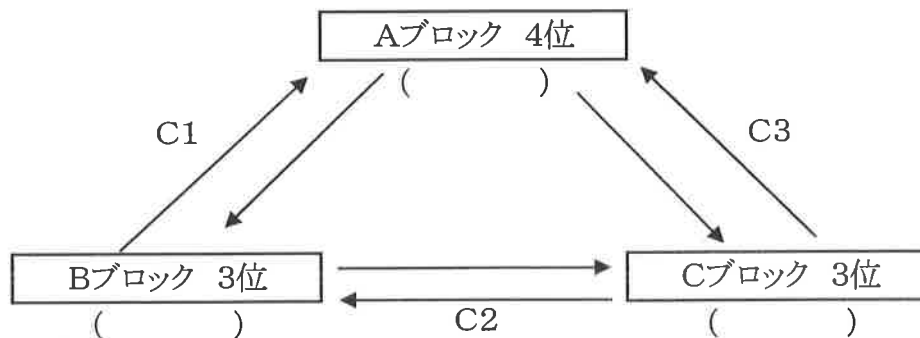 Aブロック 4位
(　　　　)
C1
C3
Bブロック 3位
Cブロック 3位
C2
(　　　　)
(　　　　)